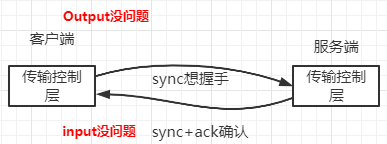 Output没问题
客户端
服务端
传输控制
层
sync想握手
传输控制
层
input没问题
sync+ack确认